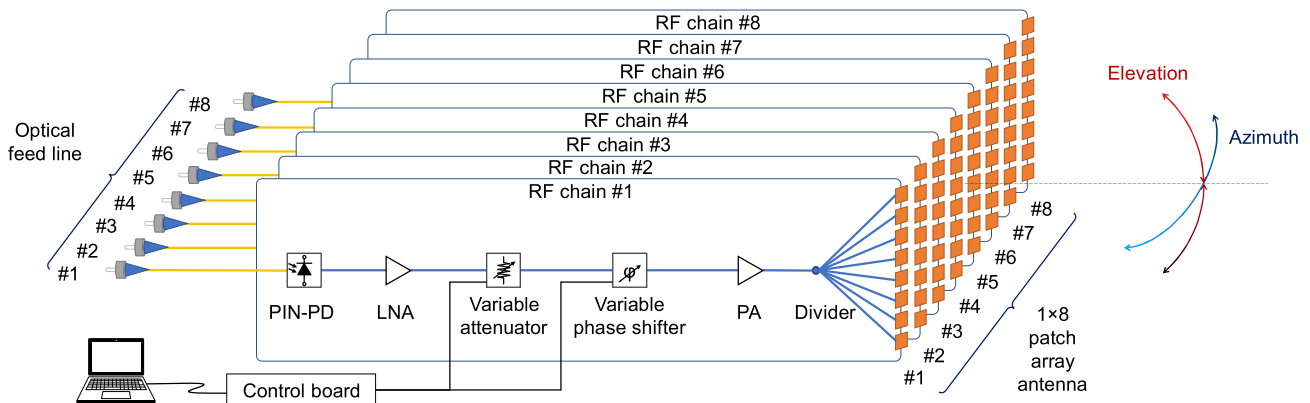 RF chain #8
RF chain #7
RF chain #6
RF chain #5
RF chain #4
RF chain #3
RF chain #2
RF chain #1
Optical
feed line
#8
#7
#6
#5
#4
#3
#2
#1
PIN-PD
LNA
Variable
attenuator
φ
Variable
phase shifter
PA
Divider
Control board
#8
#7
#6
#5
#4
#3
#2
#1
1×8
patch
array
antenna
Elevation
Azimuth